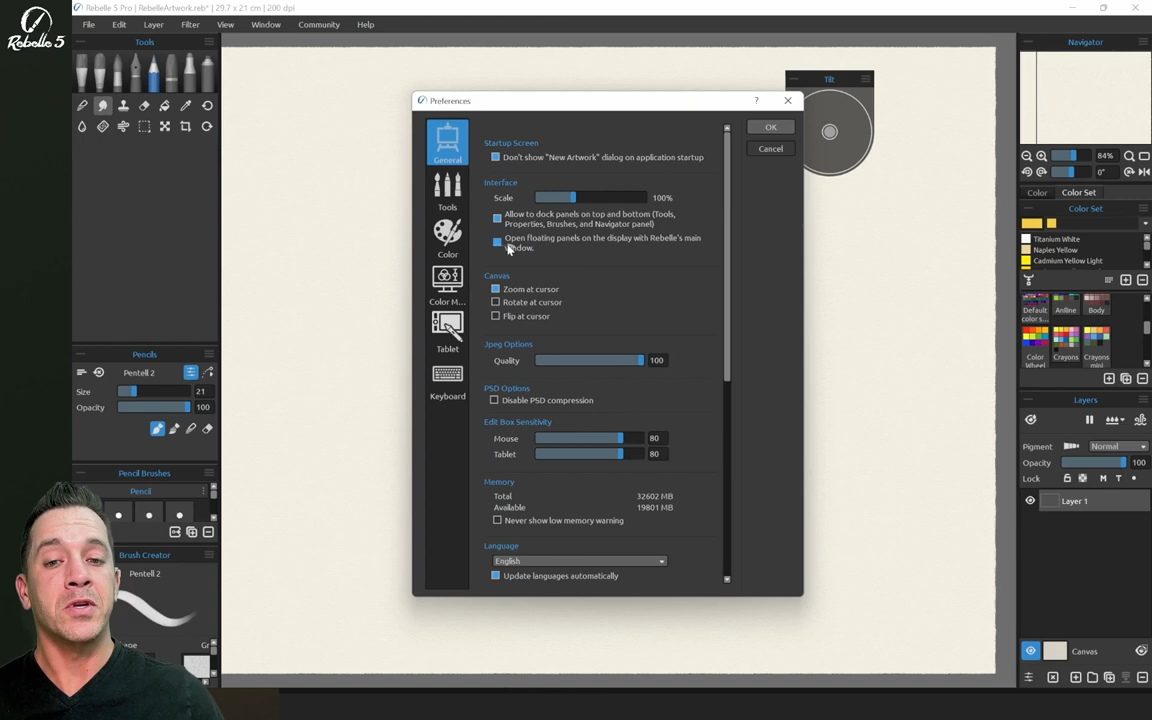 Rebelle 5
Rebelle 5 Pro | RebelleArtwork.reb* | 29.7 x 21 cm | 200 dpi
File Edit Layer Filter View Window Community Help
Tools
Pencils
Pentell 2
Size 21
Opacity 100
Pencil Brushes
Pencil
Brush Creator
Pentell 2
Gr
Tilt
Preferences
?
General
Tools
Color
Color M...
Tablet
Keyboard
Startup Screen
Don't show "New Artwork" dialog on application startup
Interface
Scale 100%
Allow to dock panels on top and bottom (Tools,
Properties, Brushes, and Navigator panel)
Open floating panels on the display with Rebelle's main
window.
Canvas
Zoom at cursor
Rotate at cursor
Flip at cursor
Jpeg Options
Quality 100
PSD Options
Disable PSD compression
Edit Box Sensitivity
Mouse 80
Tablet 80
Memory
Total 32602 MB
Available 19801 MB
Never show low memory warning
Language
English
Update languages automatically
OK
Cancel
Navigator
84%
0°
Color Color Set
Color Set
Titanium White
Naples Yellow
Cadmium Yellow Light
Default
color s...
Anline
Body
Color
Wheel
Crayons
Crayons
mini
Layers
Pigment Normal
Opacity 100
Lock M T
Layer 1
Canvas